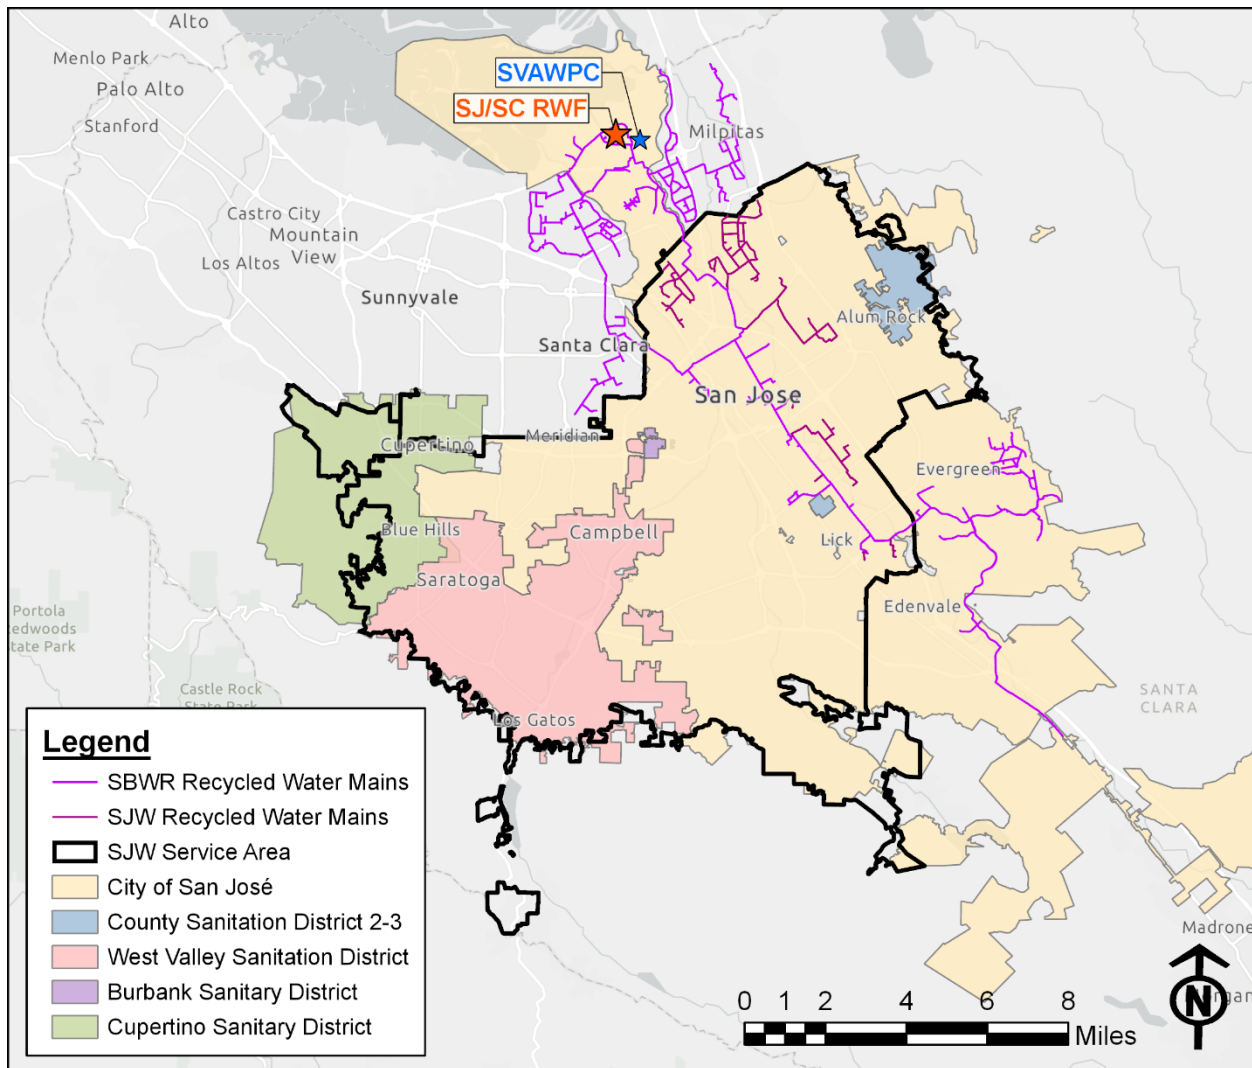 Alto
Menlo Park
Palo Alto
Stanford
SVAWPC
SJ/SC RWF
Milpitas
Castro City
Mountain
View
Los Altos
Sunnyvale
Santa Clara
Alum Rock
San Jose
Cupertino
Meridian
Evergreen
Blue Hills
Campbell
Lick
Saratoga
Edenvale
Portola
Redwoods
State Park
Castle Rock
State Park
SANTA
CLARA
Los Gatos
Legend
SBWR Recycled Water Mains
SJW Recycled Water Mains
SJW Service Area
City of San José
County Sanitation District 2-3
West Valley Sanitation District
Burbank Sanitary District
Cupertino Sanitary District
Madrone
N
0 1 2 4 6 8
Miles